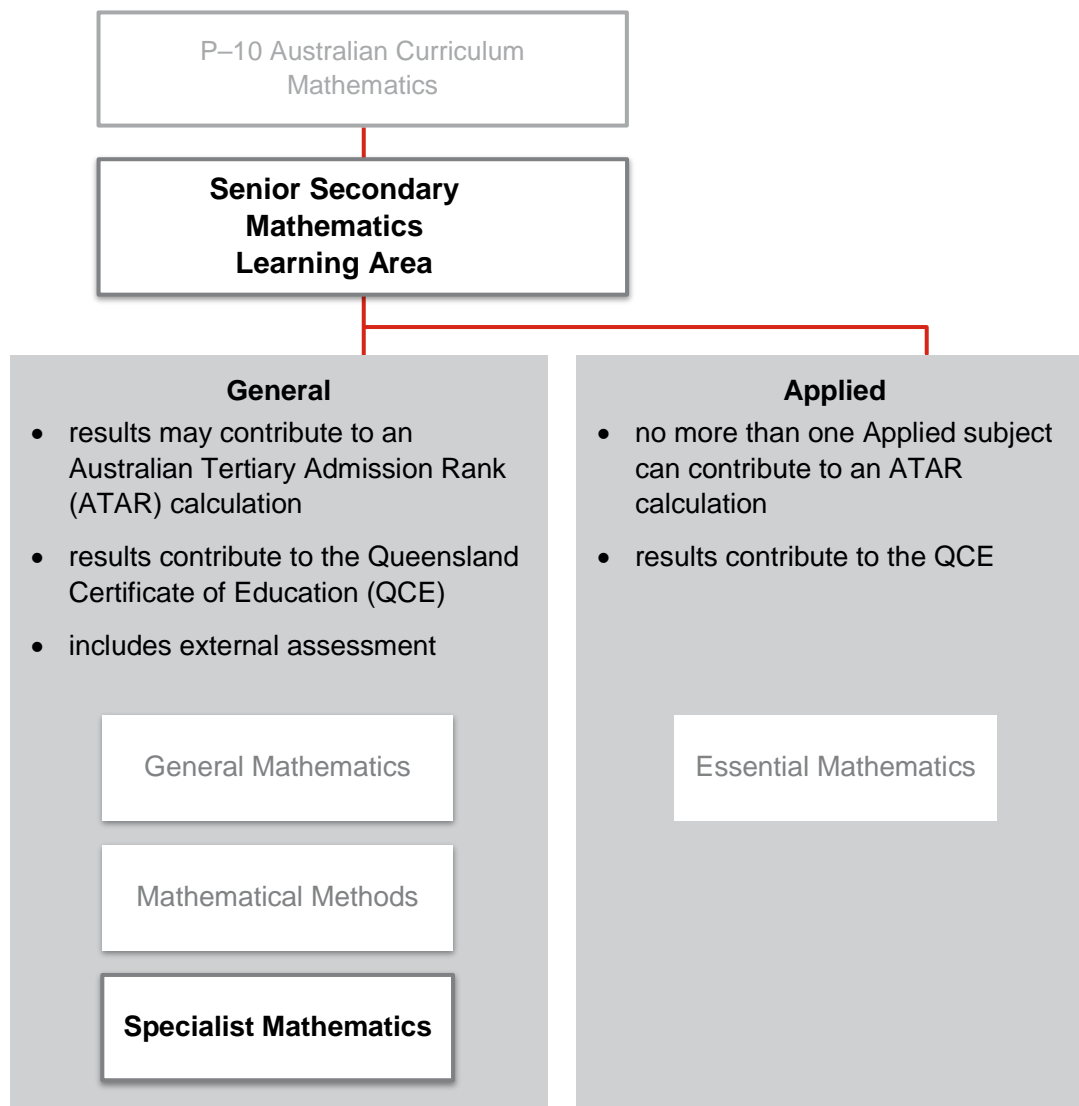 P–10 Australian Curriculum
Mathematics
Senior Secondary
Mathematics
Learning Area
General
• results may contribute to an
Australian Tertiary Admission Rank
(ATAR) calculation
• results contribute to the Queensland
Certificate of Education (QCE)
• includes external assessment
General Mathematics
Mathematical Methods
Specialist Mathematics
Applied
• no more than one Applied subject
can contribute to an ATAR
calculation
• results contribute to the QCE
Essential Mathematics